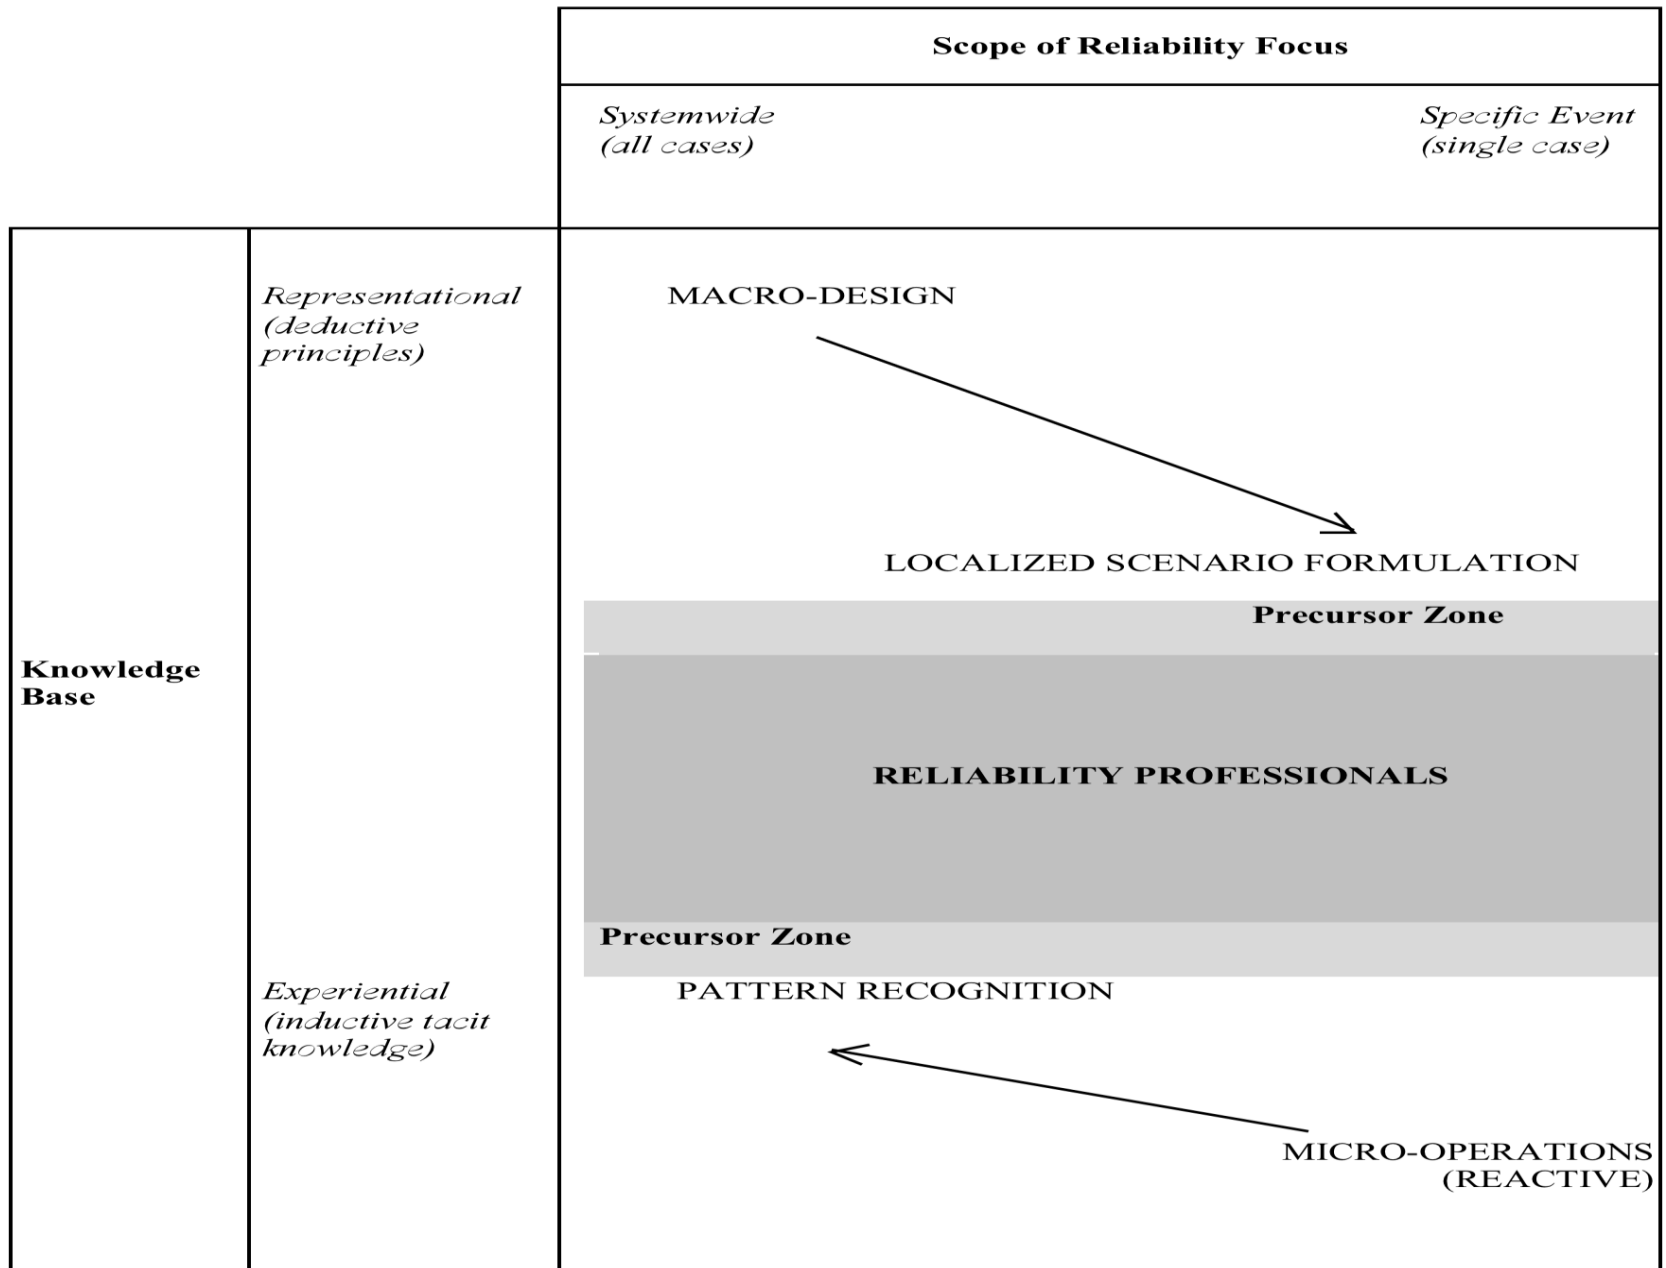 Scope of Reliability Focus
Systemwide
(all cases)
Specific Event
(single case)
Representational
(deductive
principles)
MACRO-DESIGN
LOCALIZED SCENARIO FORMULATION
Precursor Zone
Knowledge
Base
RELIABILITY PROFESSIONALS
Precursor Zone
Experiential
(inductive tacit
knowledge)
PATTERN RECOGNITION
MICRO-OPERATIONS
(REACTIVE)